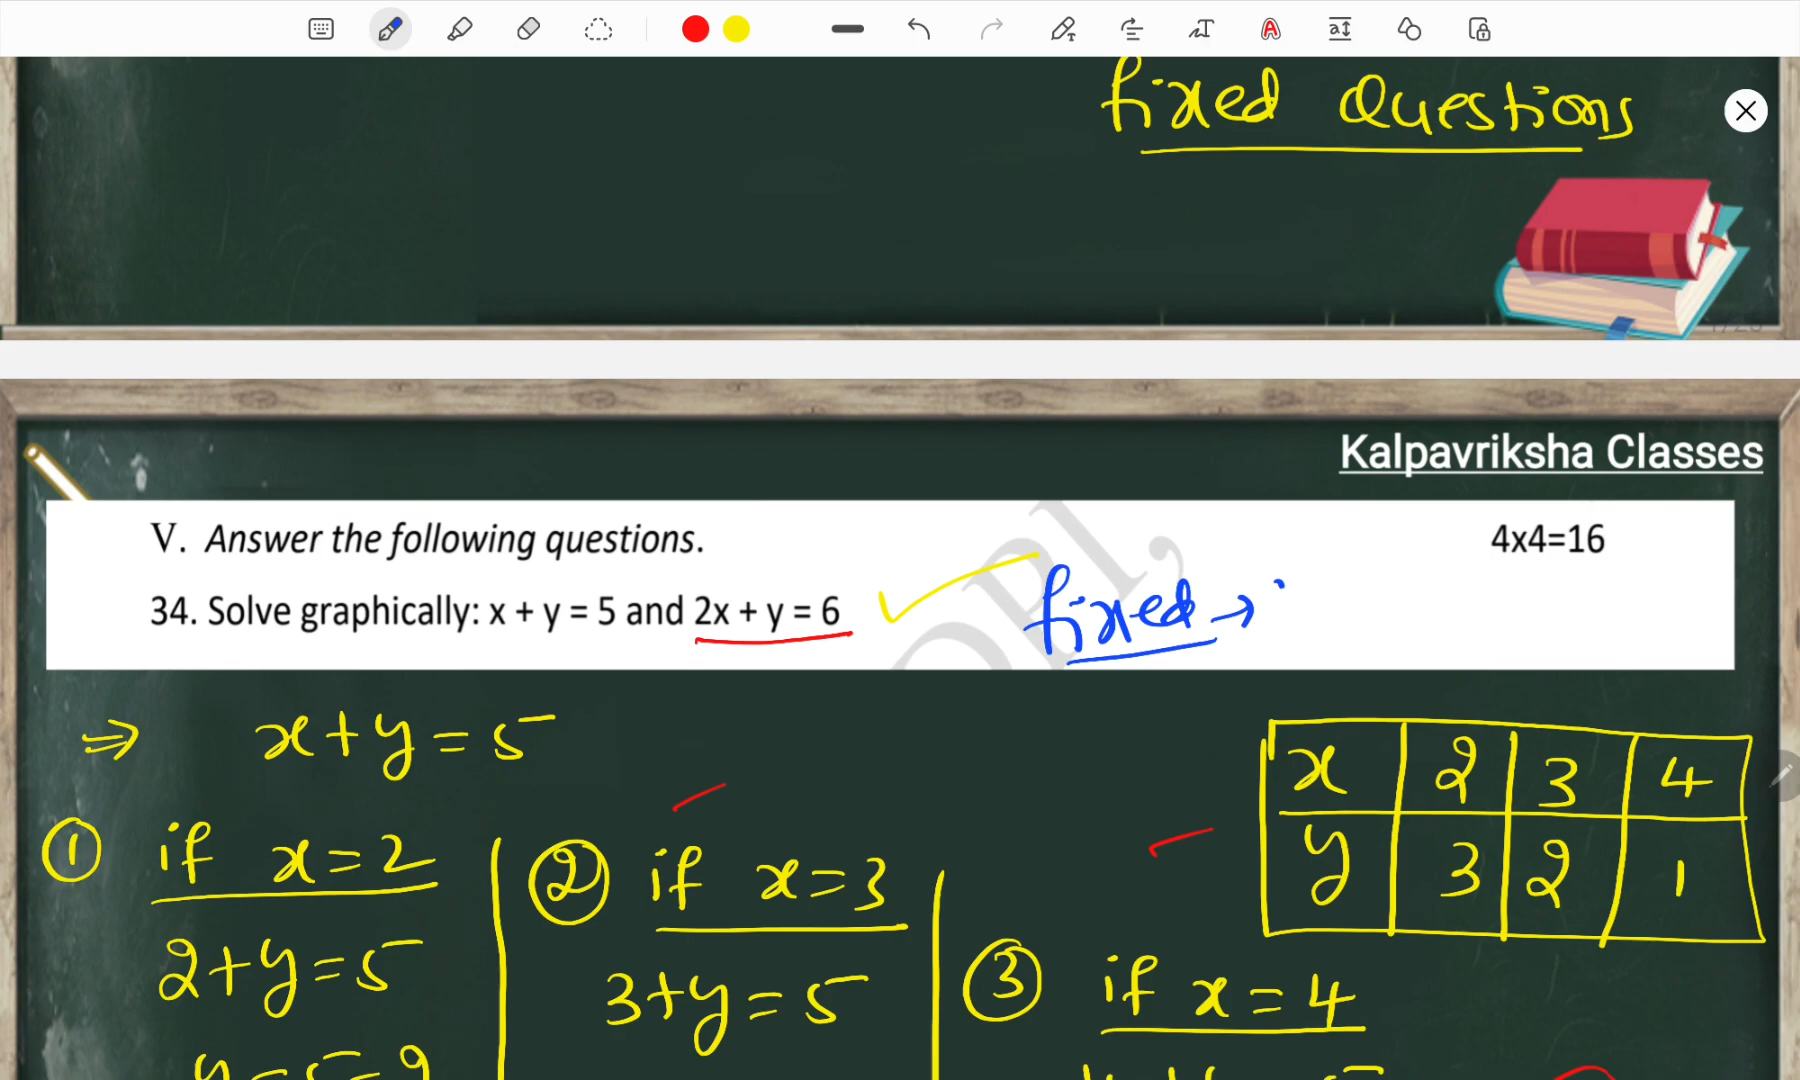 fixed Questions
Kalpavriksha Classes
V. Answer the following questions. 4x4=16
34. Solve graphically: x + y = 5 and 2x + y = 6
fixed →
⇒ x+y=5
x 2 3 4
y 3 2 1
① if x=2
2+y=5
② if x=3
3+y=5
③ if x=4